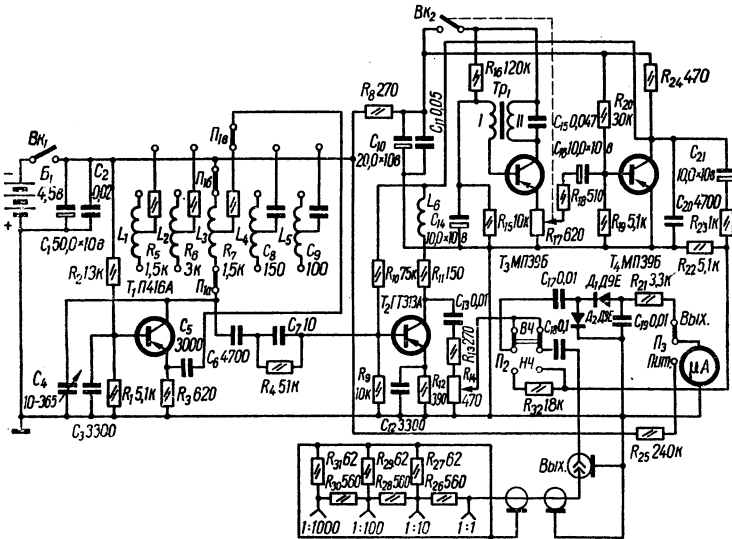 Вк₂
R₁₆ 120к
Тр₁
R₂₄ 470
R₈ 270
C₁₁ 0,05
I
II
R₂₀ 30к
П₁в
C₁₅ 0,047
Вк₁
C₁₀ 20,0×10в
C₁₆ 10,0×10в
C₂₁ 10,0×10в
Б₁ 4,5в
C₂ 0,02
П₁б
L₆
R₁₈ 510
C₁₄ 10,0×10в
C₂₀ 4700
+
C₁ 50,0×10в
L₁
L₂
L₃
L₄
L₅
R₁₅ 10к
R₁₉ 5,1к
R₂₃ 1к
R₅ 1,5к
R₆ 3к
R₇ 1,5к
C₈ 150
C₉ 100
R₁₇ 620
R₂₂ 5,1к
R₂ 13к
R₁₀ 75к
R₁₁ 150
Т₃ МП39Б
Т₄ МП39Б
Т₁ П416А
П₁а
C₁₇ 0,01
Д₁ Д9Е
R₂₁ 3,3к
Т₂ ГТ313А
C₁₃ 0,01
Д₂ Д9Е
C₁₉ 0,01
Вых.
C₅ 3000
C₇ 10
R₁₃ 270
ВЧ
C₁₈ 0,1
П₃
C₆ 4700
П₂
Пит.
μA
C₄ 10-365
R₄ 51к
R₉ 10к
R₁₂ 390
R₁₄ 470
НЧ
R₁ 5,1к
R₃ 620
R₃₂ 18к
C₃ 3300
C₁₂ 3300
R₂₅ 240к
R₃₁ 62
R₂₉ 62
R₂₇ 62
Вых.
R₃₀ 560
R₂₈ 560
R₂₆ 560
1:1000
1:100
1:10
1:1